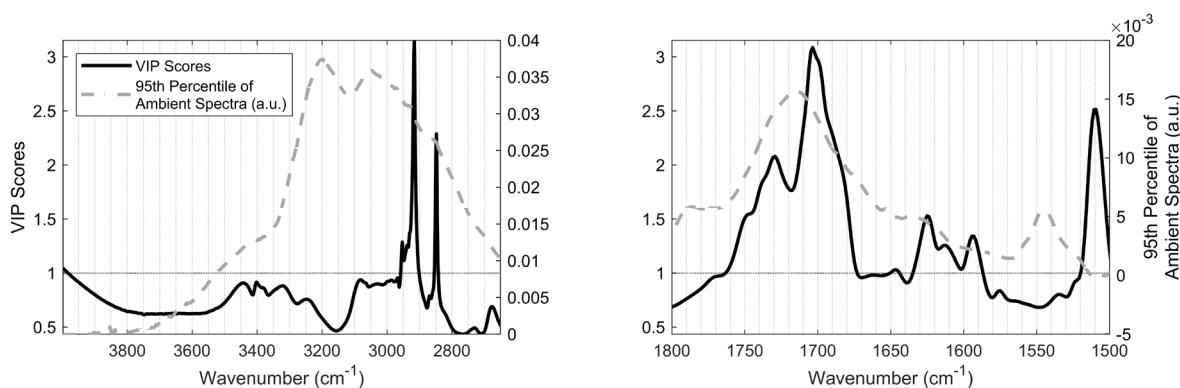 3
2.5
2
1.5
1
0.5
VIP Scores
VIP Scores
95th Percentile of
Ambient Spectra (a.u.)
0.04
0.035
0.03
0.025
0.02
0.015
0.01
0.005
0
3800 3600 3400 3200 3000 2800
Wavenumber (cm⁻¹)
3
2.5
2
1.5
1
0.5
×10⁻³
20
15
10
5
0
-5
95th Percentile of
Ambient Spectra (a.u.)
1800 1750 1700 1650 1600 1550 1500
Wavenumber (cm⁻¹)